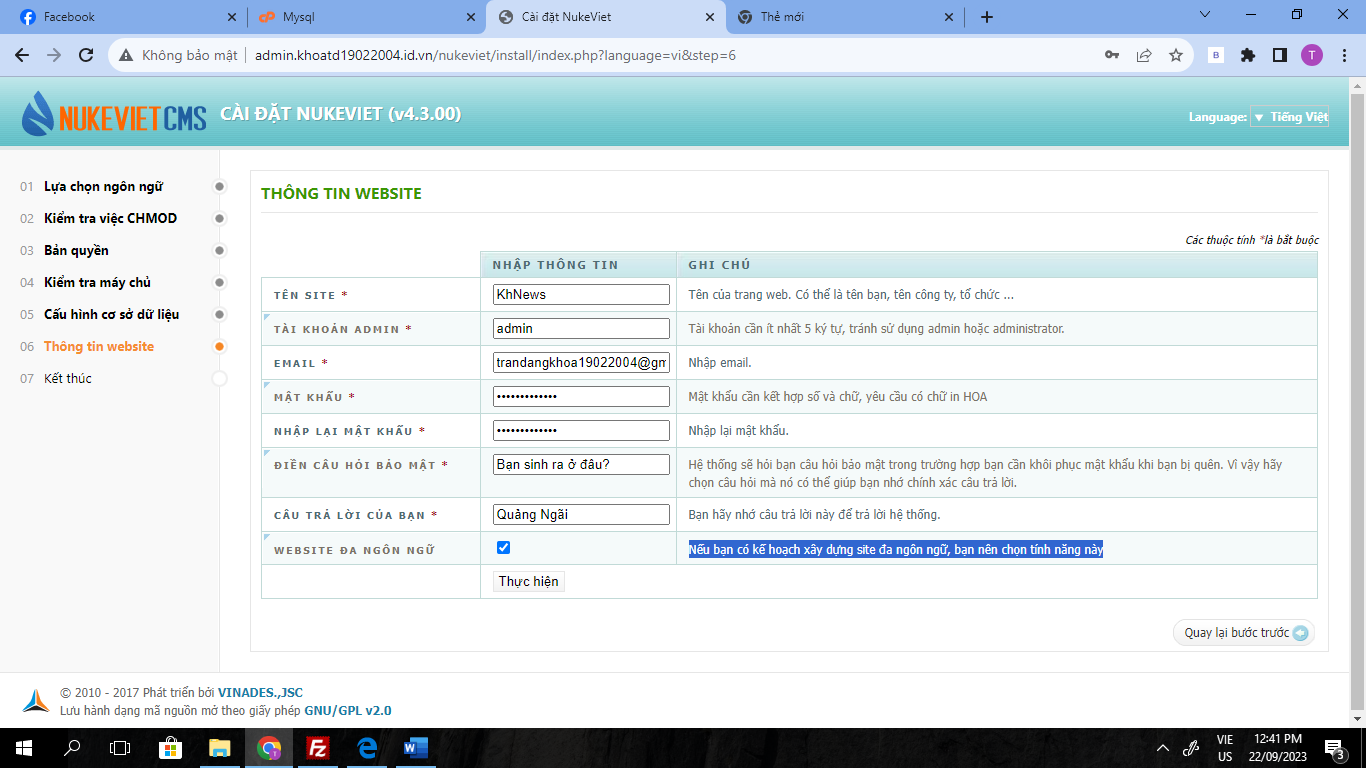 Facebook
Mysql
Cài đặt NukeViet
Thẻ mới
Không bảo mật
admin.khoatd19022004.id.vn/nukeviet/install/index.php?language=vi&step=6
B
T
NUKEVIETCMS
CÀI ĐẶT NUKEVIET (v4.3.00)
Language: ▼ Tiếng Việt
01 Lựa chọn ngôn ngữ
02 Kiểm tra việc CHMOD
03 Bản quyền
04 Kiểm tra máy chủ
05 Cấu hình cơ sở dữ liệu
06 Thông tin website
07 Kết thúc
THÔNG TIN WEBSITE
Các thuộc tính *là bắt buộc
NHẬP THÔNG TIN GHI CHÚ
TÊN SITE * KhNews Tên của trang web. Có thể là tên bạn, tên công ty, tổ chức ...
TÀI KHOẢN ADMIN * admin Tài khoản cần ít nhất 5 ký tự, tránh sử dụng admin hoặc administrator.
EMAIL * trandangkhoa19022004@gm Nhập email.
MẬT KHẨU * ••••••••••••• Mật khẩu cần kết hợp số và chữ, yêu cầu có chữ in HOA
NHẬP LẠI MẬT KHẨU * ••••••••••••• Nhập lại mật khẩu.
ĐIỀN CÂU HỎI BẢO MẬT * Bạn sinh ra ở đâu? Hệ thống sẽ hỏi bạn câu hỏi bảo mật trong trường hợp bạn cần khôi phục mật khẩu khi bạn bị quên. Vì vậy hãy
chọn câu hỏi mà nó có thể giúp bạn nhớ chính xác câu trả lời.
CÂU TRẢ LỜI CỦA BẠN * Quảng Ngãi Bạn hãy nhớ câu trả lời này để trả lời hệ thống.
WEBSITE ĐA NGÔN NGỮ Nếu bạn có kế hoạch xây dựng site đa ngôn ngữ, bạn nên chọn tính năng này
Thực hiện
Quay lại bước trước
© 2010 - 2017 Phát triển bởi VINADES.,JSC
Lưu hành dạng mã nguồn mở theo giấy phép GNU/GPL v2.0
VIE
US
12:41 PM
22/09/2023
3